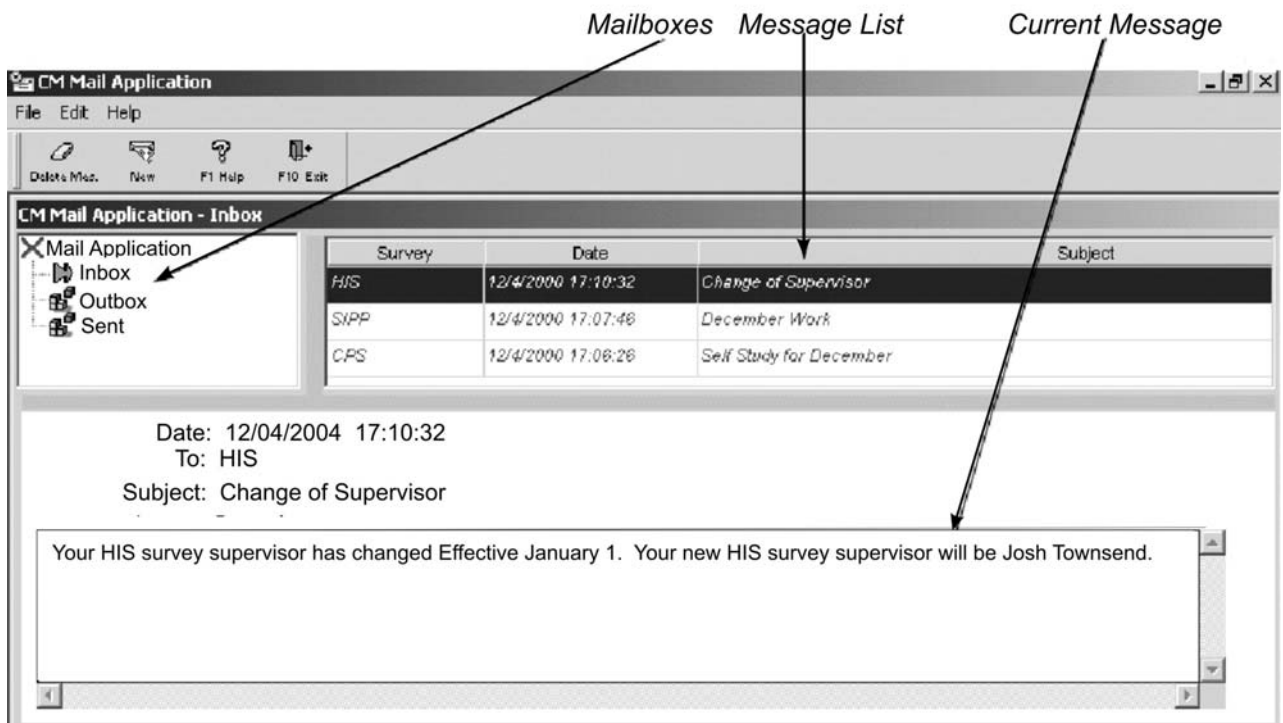 Mailboxes Message List Current Message
CM Mail Application
File Edit Help
Delete Mes. New F1 Help F10 Exit
CM Mail Application - Inbox
Mail Application
Inbox
Outbox
Sent
Survey Date Subject
HIS 12/4/2000 17:10:32 Change of Supervisor
SIPP 12/4/2000 17:07:46 December Work
CPS 12/4/2000 17:06:26 Self Study for December
Date: 12/04/2004 17:10:32
To: HIS
Subject: Change of Supervisor
Your HIS survey supervisor has changed Effective January 1. Your new HIS survey supervisor will be Josh Townsend.